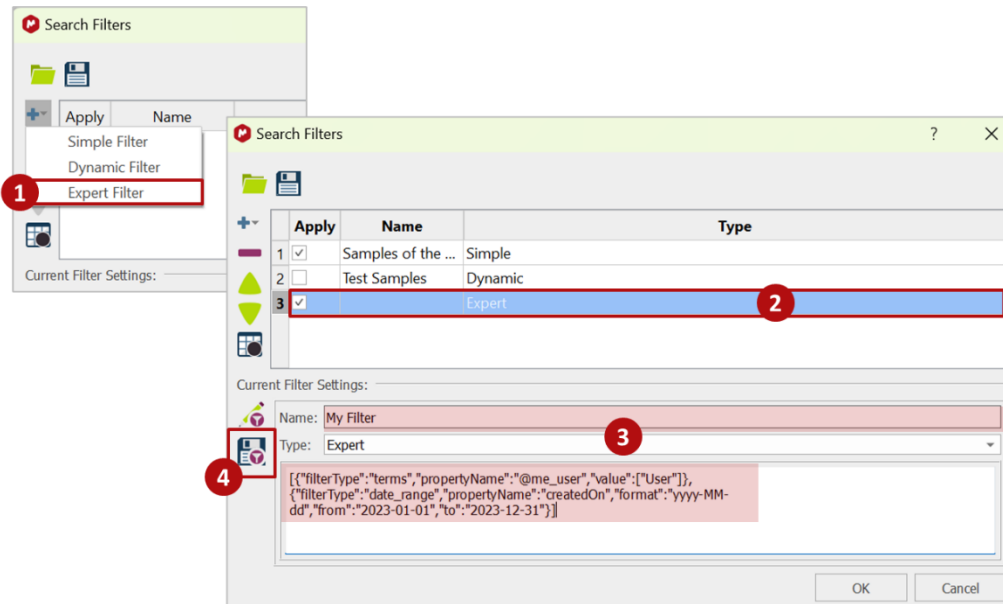 Search Filters
Apply Name
Simple Filter
Dynamic Filter
1 Expert Filter
Current Filter Settings:
Search Filters ?
Apply Name Type
1 Samples of the ... Simple
2 Test Samples Dynamic
3 Expert 2
Current Filter Settings:
Name: My Filter
3
Type: Expert
4
[{"filterType":"terms","propertyName":"@me_user","value":["User"]},
{"filterType":"date_range","propertyName":"createdOn","format":"yyyy-MM-
dd","from":"2023-01-01","to":"2023-12-31"}]
OK Cancel